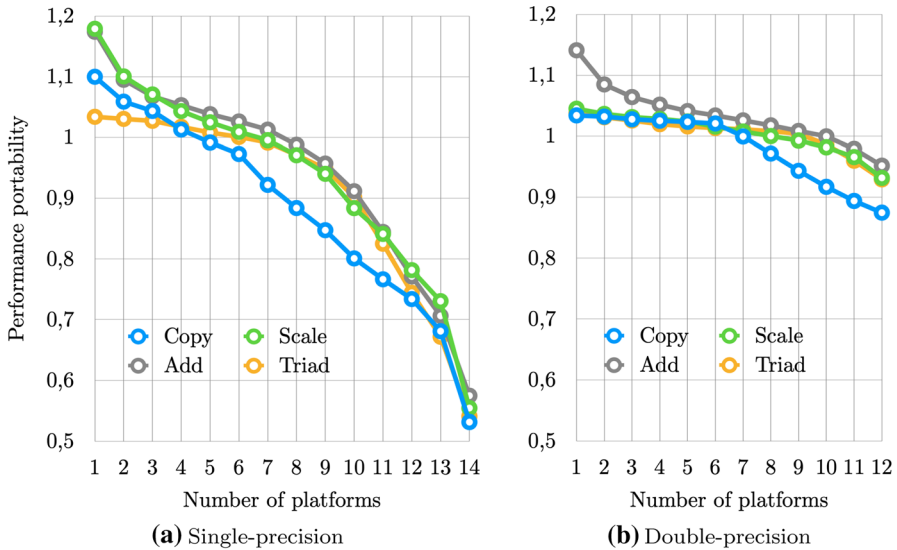 1,2
1,1
1
0,9
0,8
0,7
0,6
0,5
Performance portability
Copy Scale
Add Triad
1 2 3 4 5 6 7 8 9 10 11 12 13 14
Number of platforms
(a) Single-precision
1,2
1,1
1
0,9
0,8
0,7
0,6
0,5
Copy Scale
Add Triad
1 2 3 4 5 6 7 8 9 10 11 12
Number of platforms
(b) Double-precision